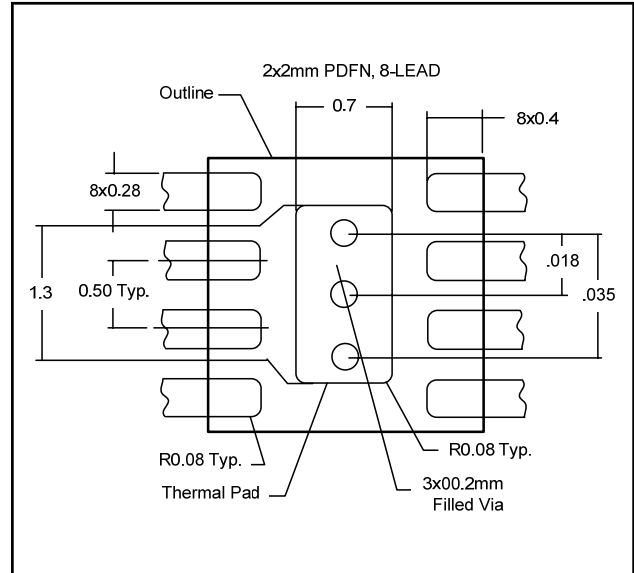 2x2mm PDFN, 8-LEAD
Outline
0.7
8x0.4
8x0.28
.018
1.3
0.50 Typ.
.035
R0.08 Typ.
R0.08 Typ.
Thermal Pad
3x00.2mm
Filled Via